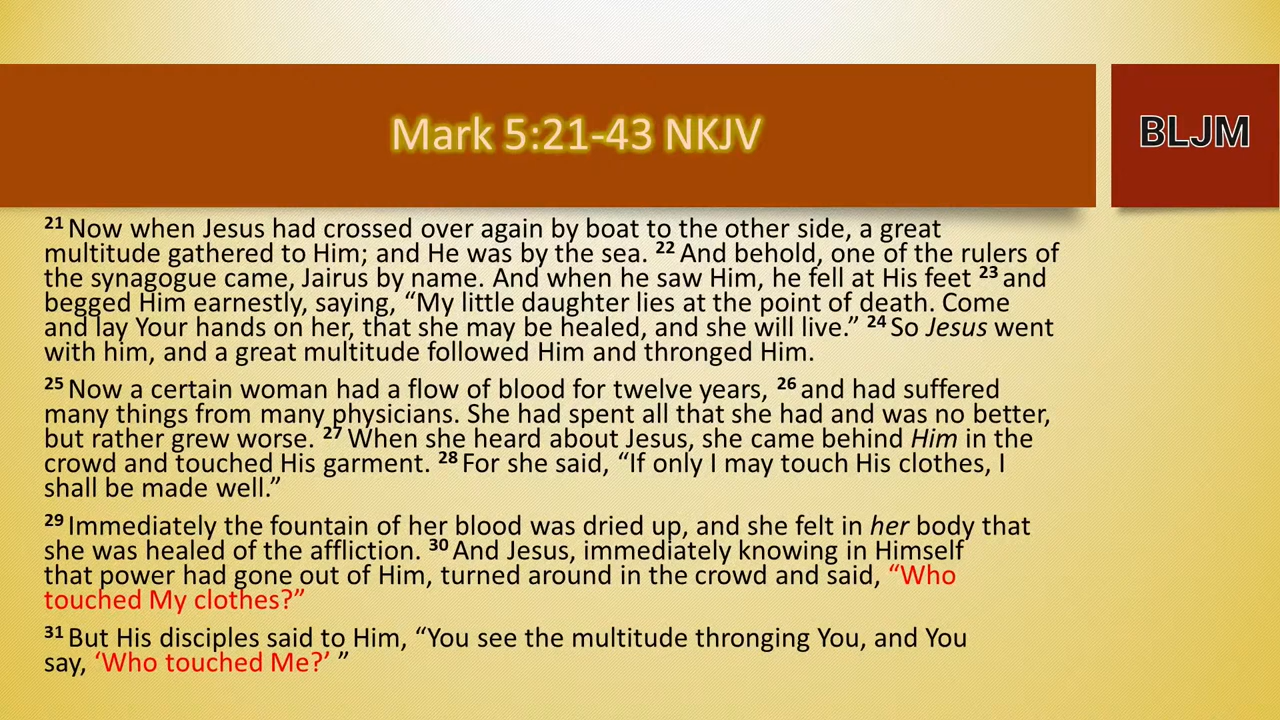 Mark 5:21-43 NKJV
BLJM
21 Now when Jesus had crossed over again by boat to the other side, a great
multitude gathered to Him; and He was by the sea. 22 And behold, one of the rulers of
the synagogue came, Jairus by name. And when he saw Him, he fell at His feet 23 and
begged Him earnestly, saying, “My little daughter lies at the point of death. Come
and lay Your hands on her, that she may be healed, and she will live.” 24 So Jesus went
with him, and a great multitude followed Him and thronged Him.
25 Now a certain woman had a flow of blood for twelve years, 26 and had suffered
many things from many physicians. She had spent all that she had and was no better,
but rather grew worse. 27 When she heard about Jesus, she came behind Him in the
crowd and touched His garment. 28 For she said, “If only I may touch His clothes, I
shall be made well.”
29 Immediately the fountain of her blood was dried up, and she felt in her body that
she was healed of the affliction. 30 And Jesus, immediately knowing in Himself
that power had gone out of Him, turned around in the crowd and said, “Who
touched My clothes?”
31 But His disciples said to Him, “You see the multitude thronging You, and You
say, ‘Who touched Me?’ ”